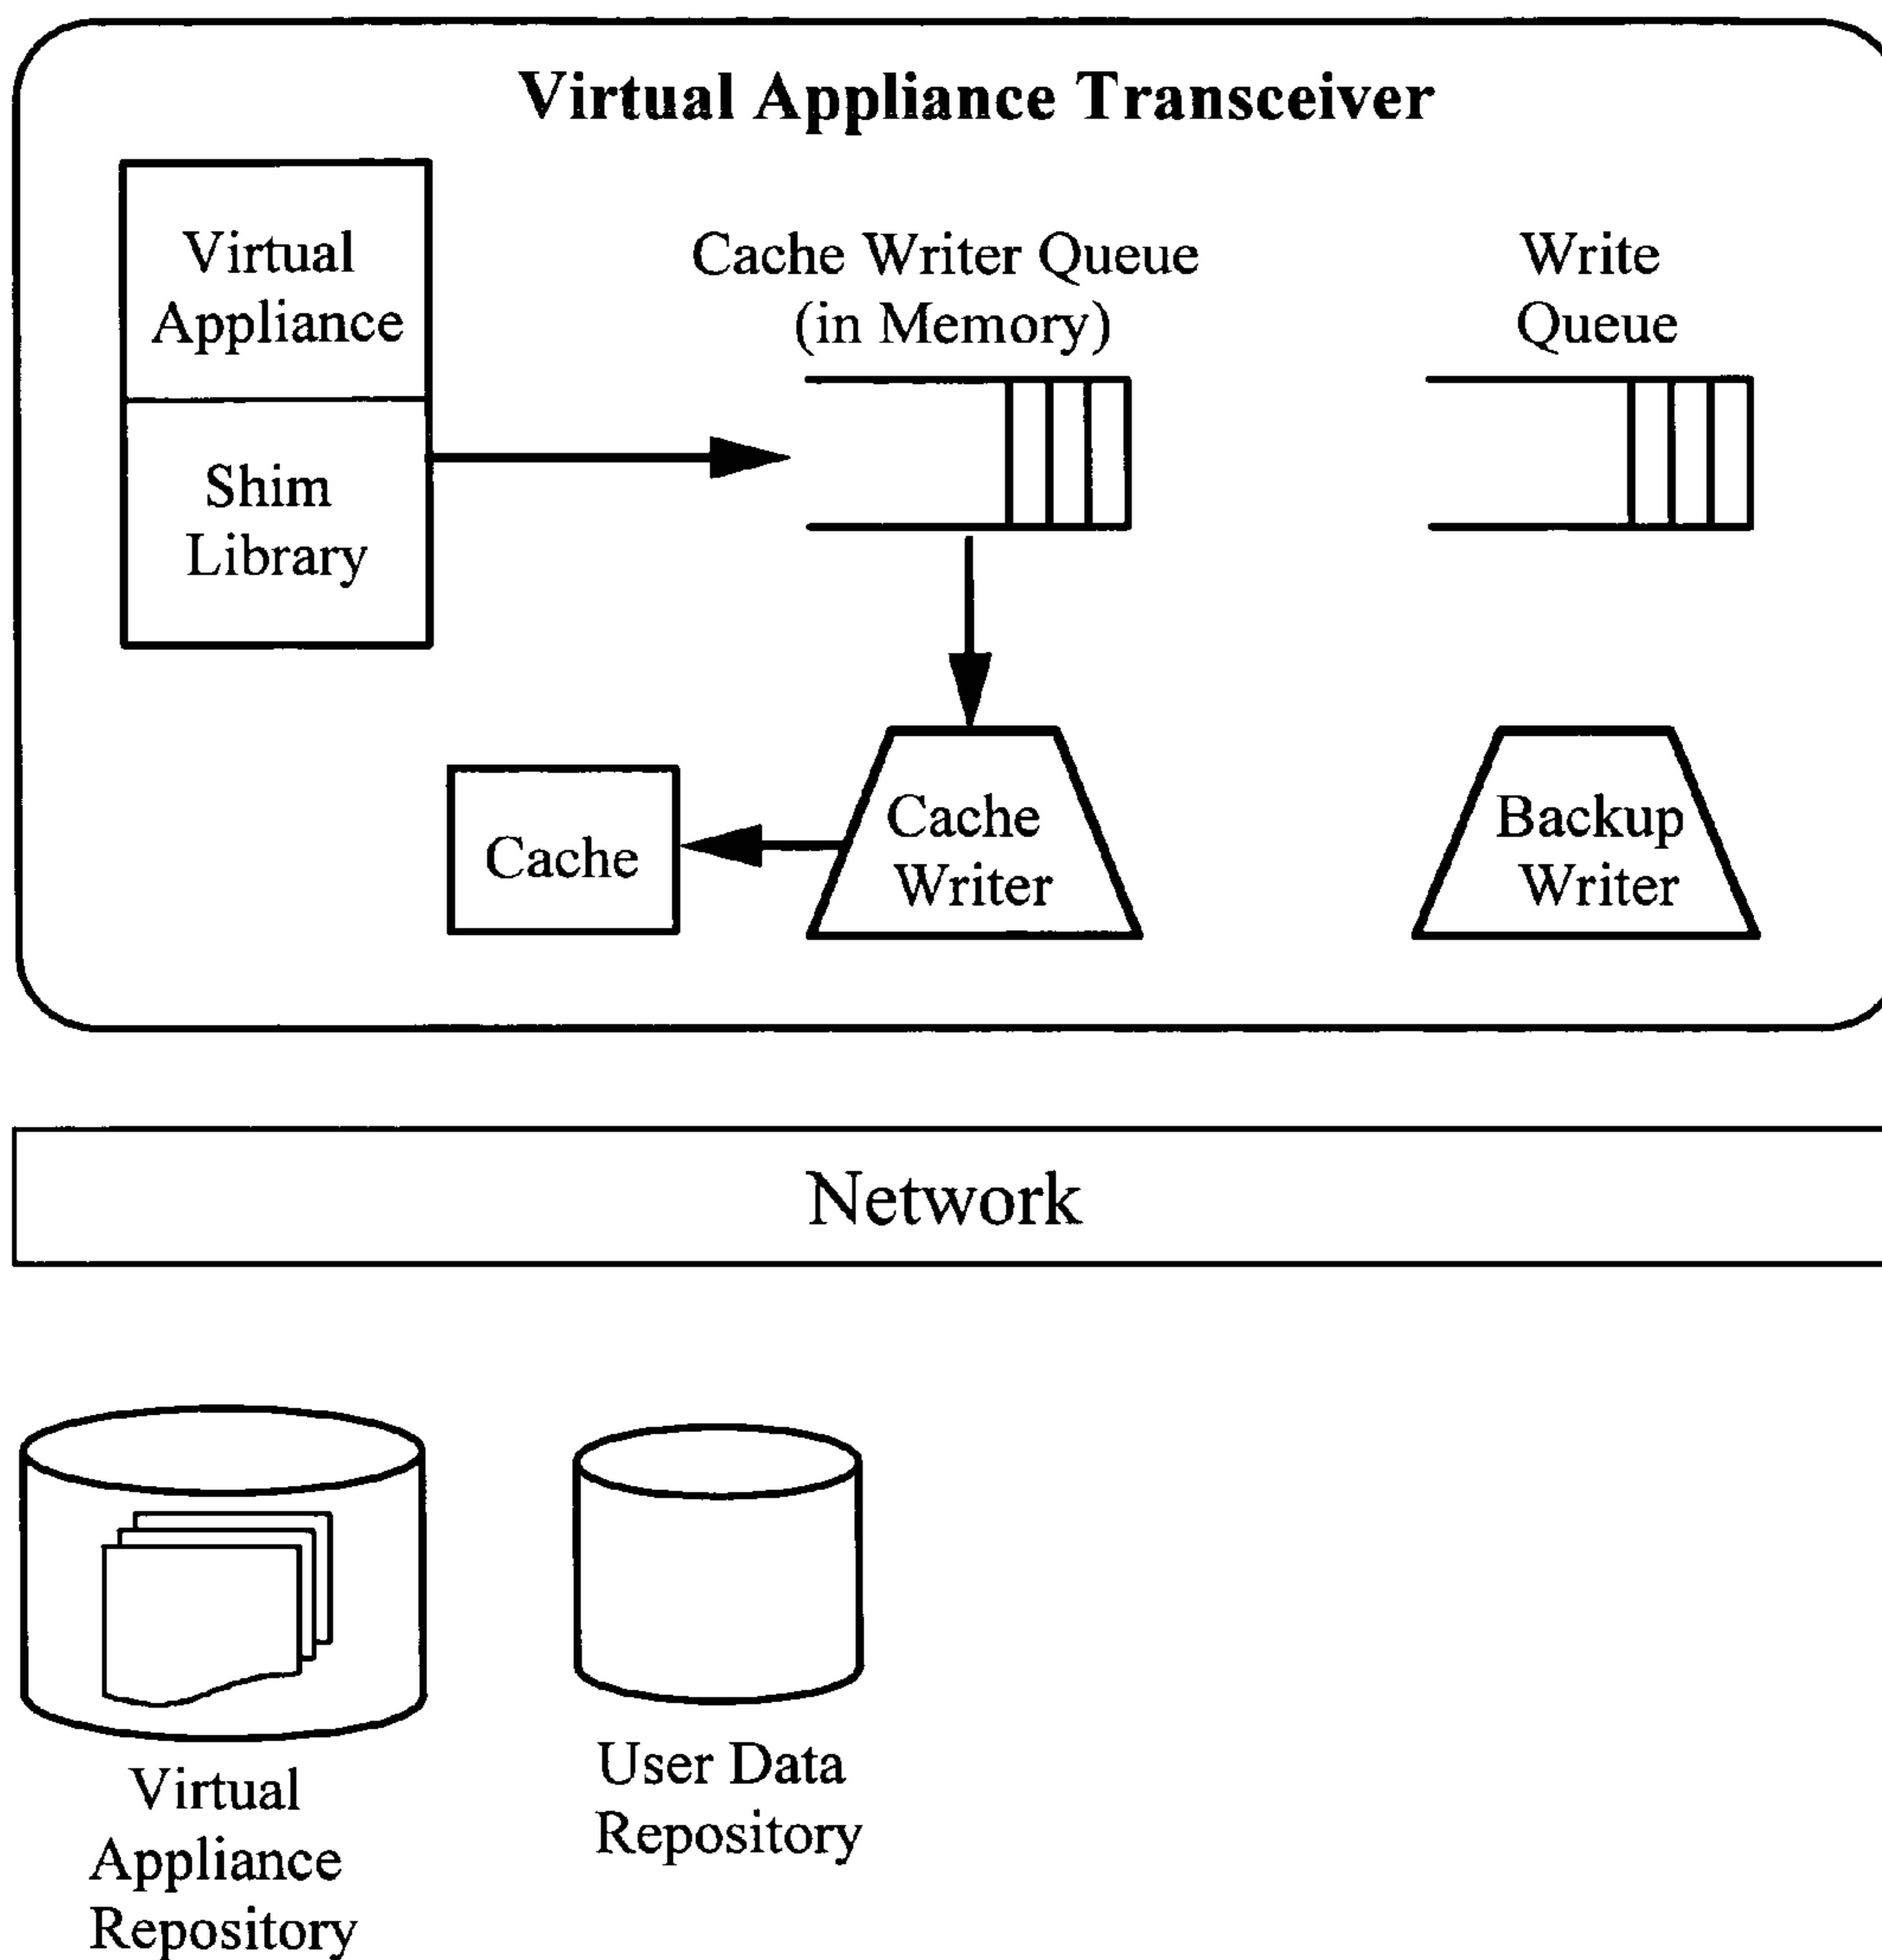 Virtual Appliance Transceiver
Virtual
Appliance
Shim
Library
Cache Writer Queue
(in Memory)
Write
Queue
Cache
Cache
Writer
Backup
Writer
Network
Virtual
Appliance
Repository
User Data
Repository